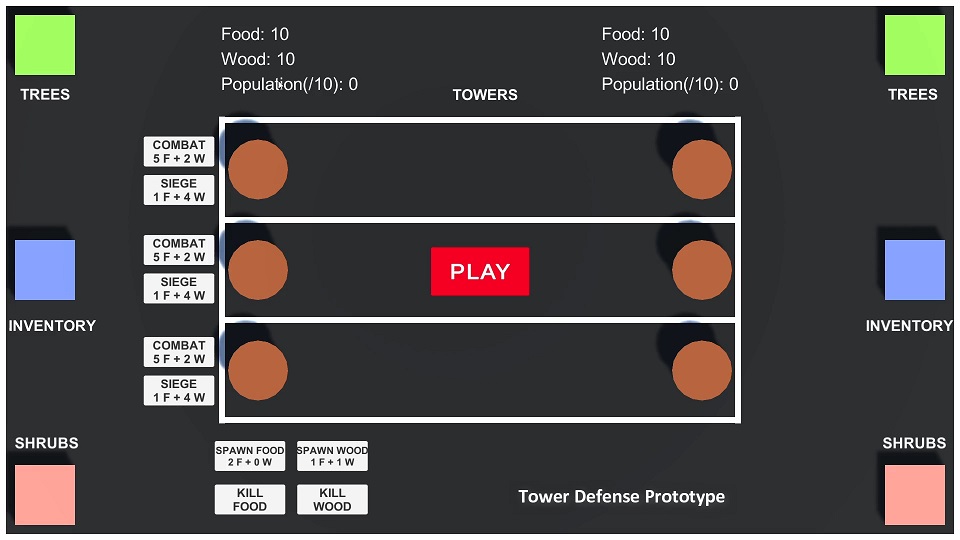 Food: 10
Wood: 10
Population(/10): 0
Food: 10
Wood: 10
Population(/10): 0
TREES
TOWERS
TREES
COMBAT
5 F + 2 W
SIEGE
1 F + 4 W
COMBAT
5 F + 2 W
SIEGE
1 F + 4 W
PLAY
INVENTORY
INVENTORY
COMBAT
5 F + 2 W
SIEGE
1 F + 4 W
SHRUBS
SHRUBS
SPAWN FOOD
2 F + 0 W
SPAWN WOOD
1 F + 1 W
KILL
FOOD
KILL
WOOD
Tower Defense Prototype